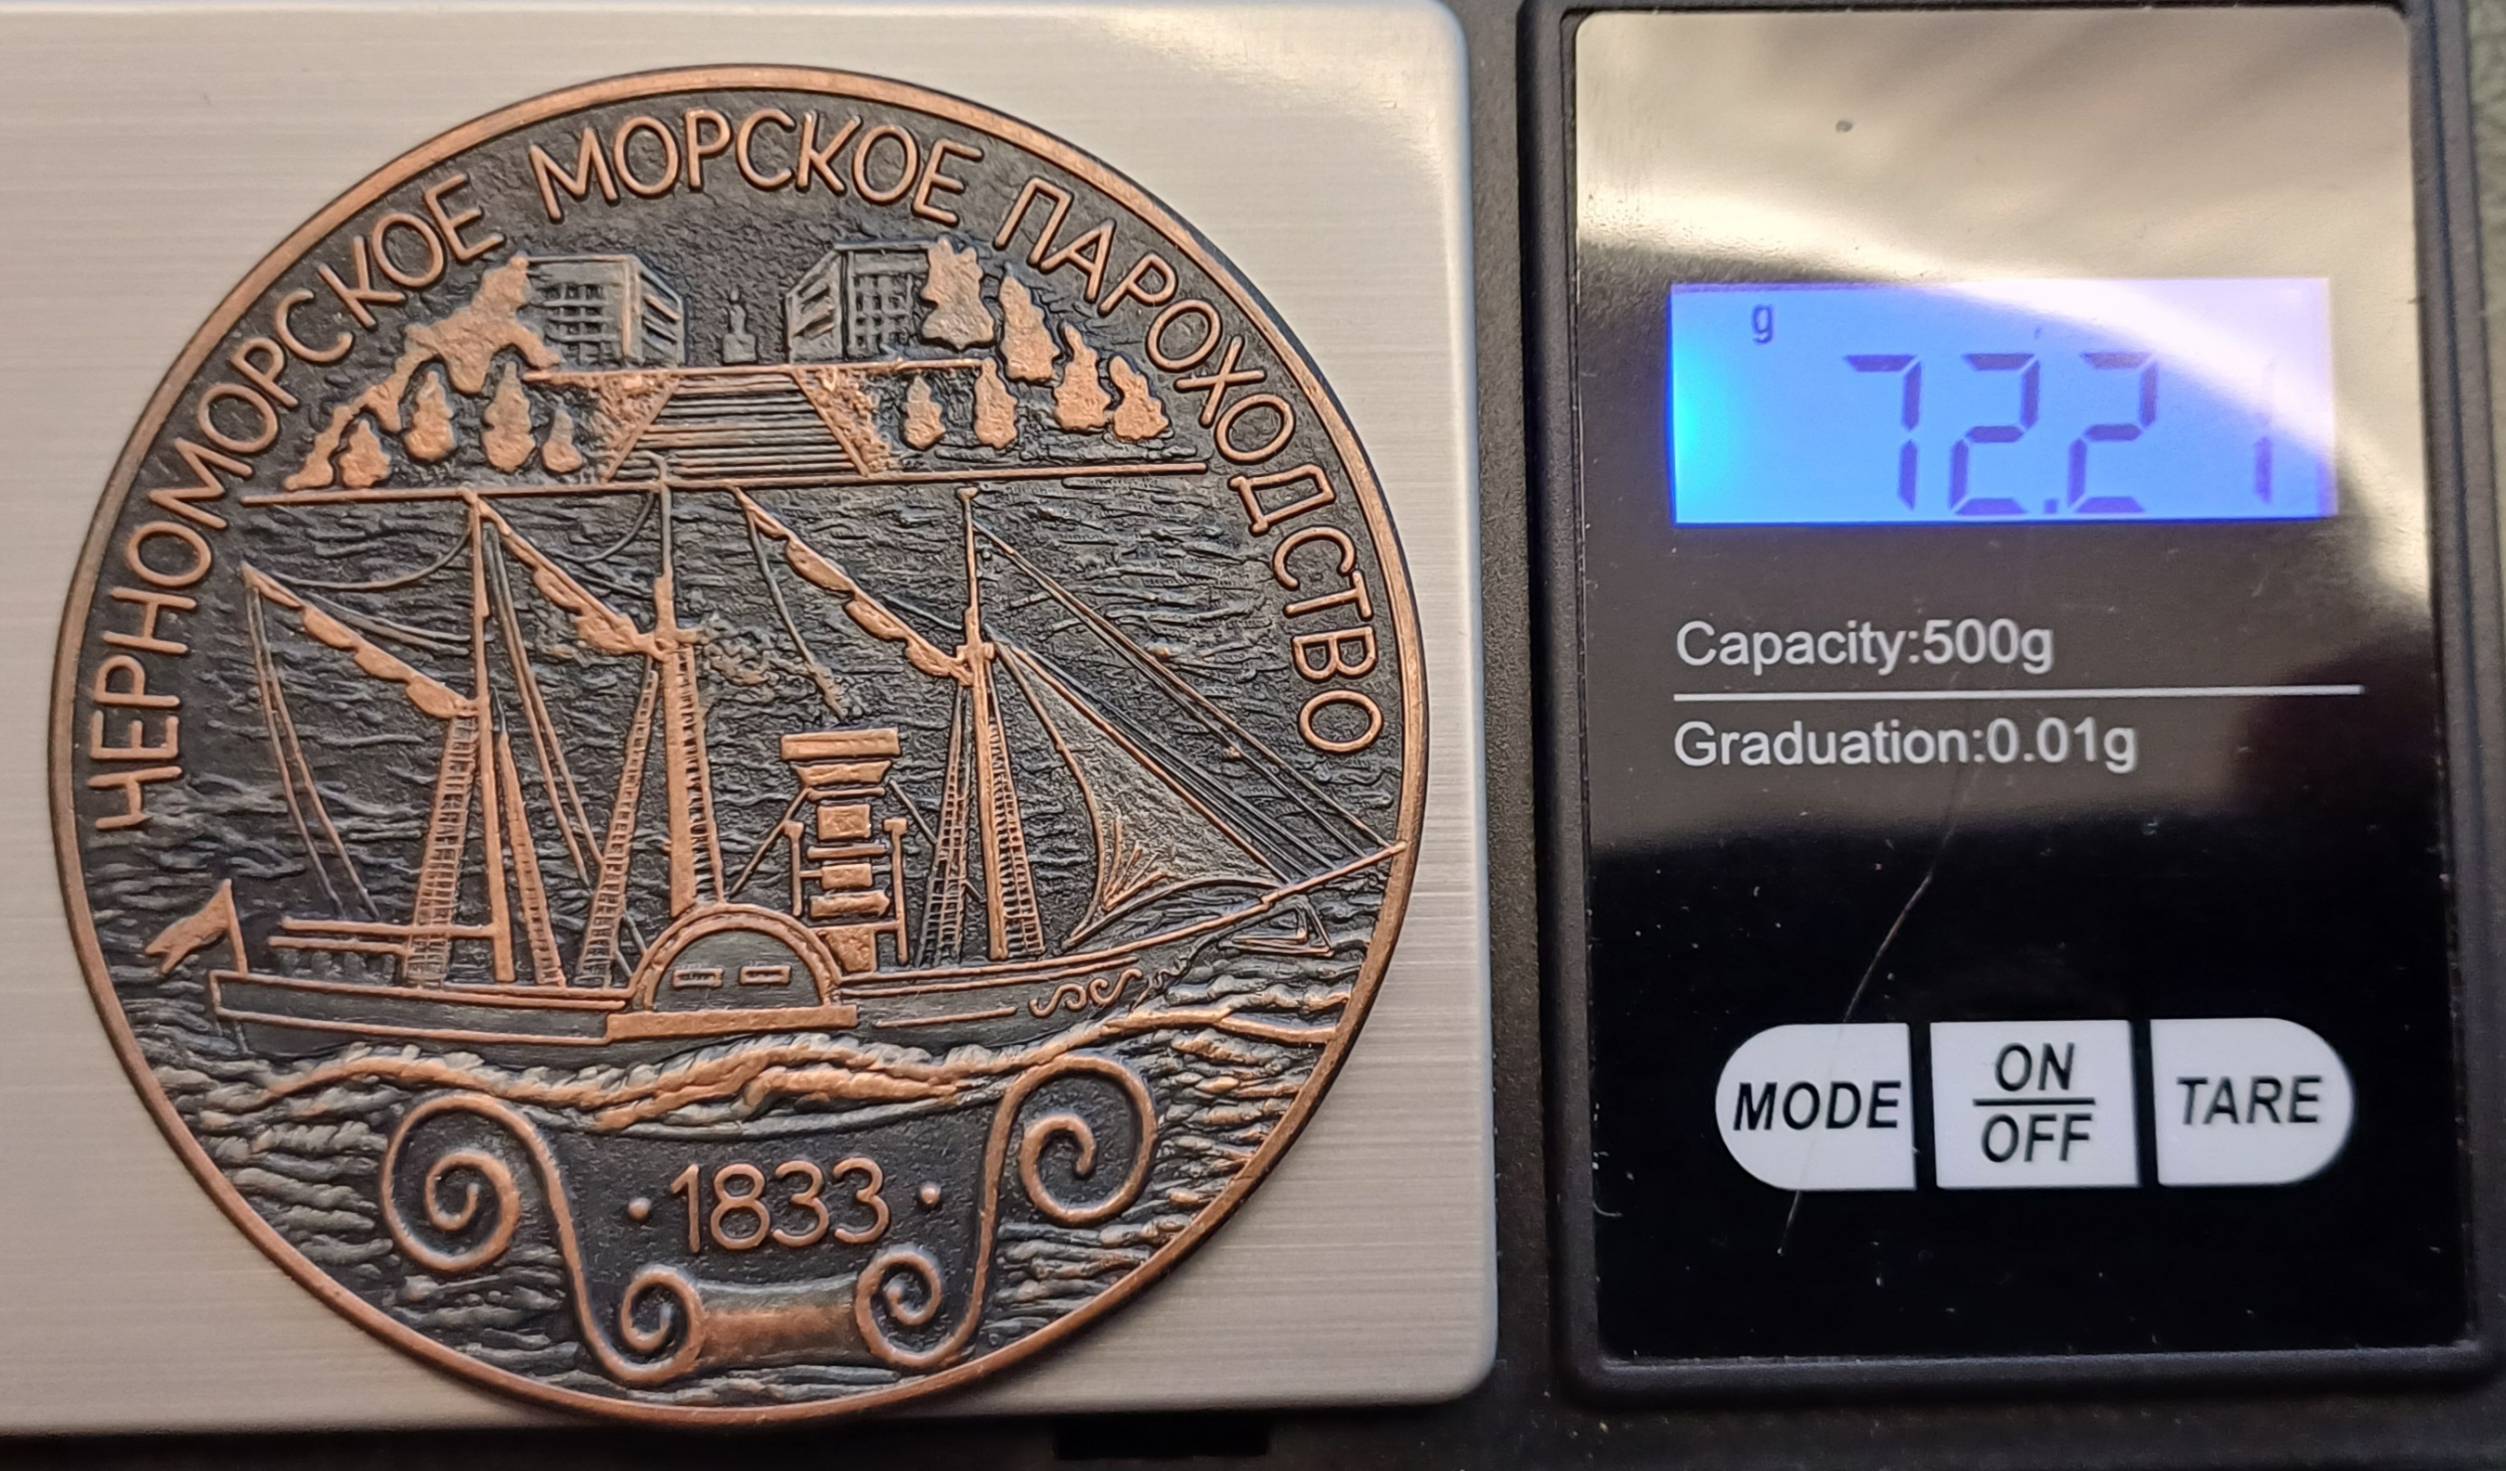 ЧЕРНОМОРСКОЕ МОРСКОЕ ПАРОХОДСТВО
·1833·
g
72.21
Capacity:500g
Graduation:0.01g
MODE
ON
OFF
TARE